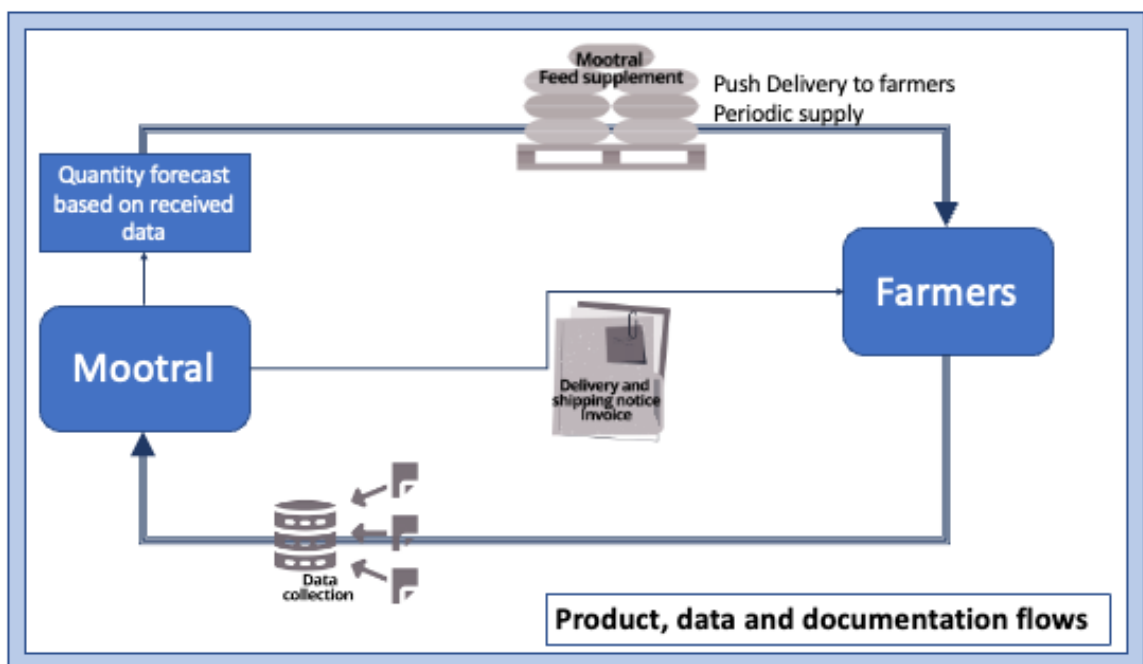 Mootral
Feed supplement
Push Delivery to farmers
Periodic supply
Quantity forecast
based on received
data
Farmers
Mootral
Delivery and
shipping notice
Invoice
Data
collection
Product, data and documentation flows